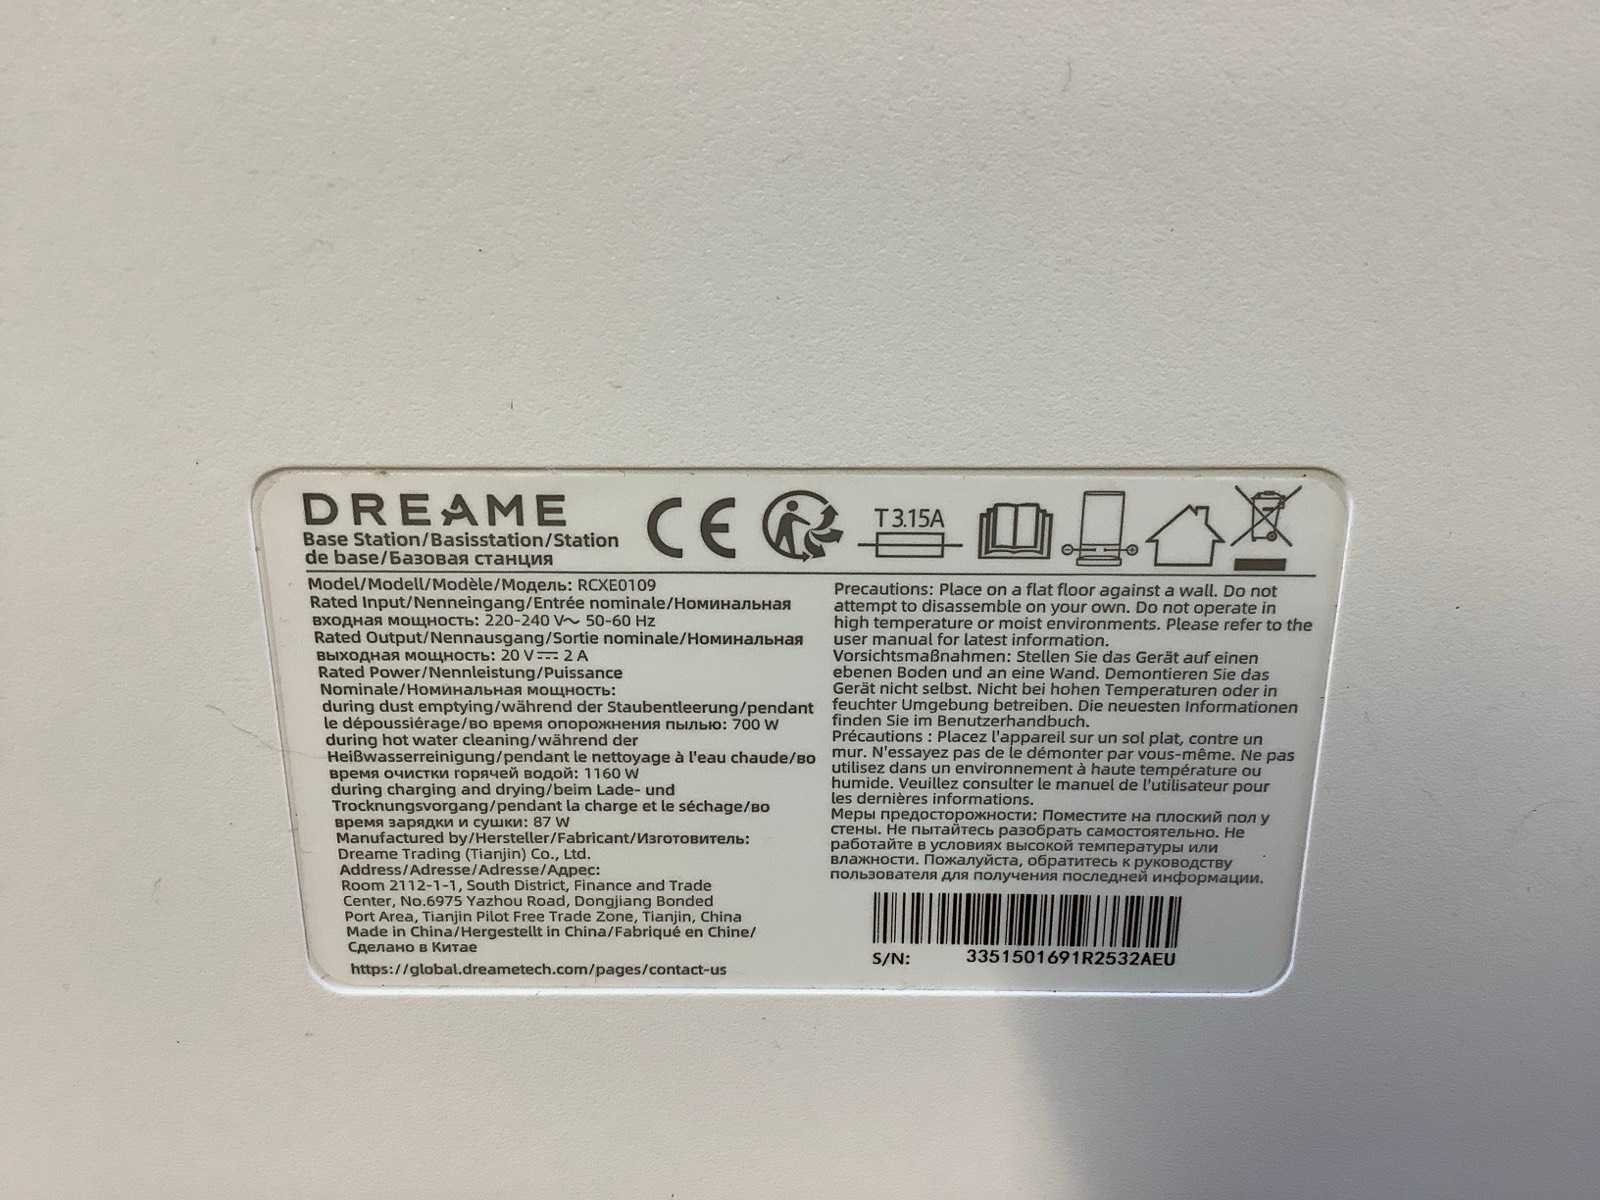 DREAME
Base Station/Basisstation/Station
de base/Базовая станция
CE
T 3.15A
Model/Modell/Modèle/Модель: RCXE0109
Rated Input/Nenneingang/Entrée nominale/Номинальная
входная мощность: 220-240 V~ 50-60 Hz
Rated Output/Nennausgang/Sortie nominale/Номинальная
выходная мощность: 20 V⎓ 2 A
Rated Power/Nennleistung/Puissance
Nominale/Номинальная мощность:
during dust emptying/während der Staubentleerung/pendant
le dépoussiérage/во время опорожнения пылью: 700 W
during hot water cleaning/während der
Heißwasserreinigung/pendant le nettoyage à l'eau chaude/во
время очистки горячей водой: 1160 W
during charging and drying/beim Lade- und
Trocknungsvorgang/pendant la charge et le séchage/во
время зарядки и сушки: 87 W
Manufactured by/Hersteller/Fabricant/Изготовитель:
Dreame Trading (Tianjin) Co., Ltd.
Address/Adresse/Adresse/Адрес:
Room 2112-1-1, South District, Finance and Trade
Center, No.6975 Yazhou Road, Dongjiang Bonded
Port Area, Tianjin Pilot Free Trade Zone, Tianjin, China
Made in China/Hergestellt in China/Fabriqué en Chine/
Сделано в Китае
https://global.dreametech.com/pages/contact-us
Precautions: Place on a flat floor against a wall. Do not
attempt to disassemble on your own. Do not operate in
high temperature or moist environments. Please refer to the
user manual for latest information.
Vorsichtsmaßnahmen: Stellen Sie das Gerät auf einen
ebenen Boden und an eine Wand. Demontieren Sie das
Gerät nicht selbst. Nicht bei hohen Temperaturen oder in
feuchter Umgebung betreiben. Die neuesten Informationen
finden Sie im Benutzerhandbuch.
Précautions : Placez l'appareil sur un sol plat, contre un
mur. N'essayez pas de le démonter par vous-même. Ne pas
utilisez dans un environnement à haute température ou
humide. Veuillez consulter le manuel de l'utilisateur pour
les dernières informations.
Меры предосторожности: Поместите на плоский пол у
стены. Не пытайтесь разобрать самостоятельно. Не
работайте в условиях высокой температуры или
влажности. Пожалуйста, обратитесь к руководству
пользователя для получения последней информации.
S/N: 3351501691R2532AEU